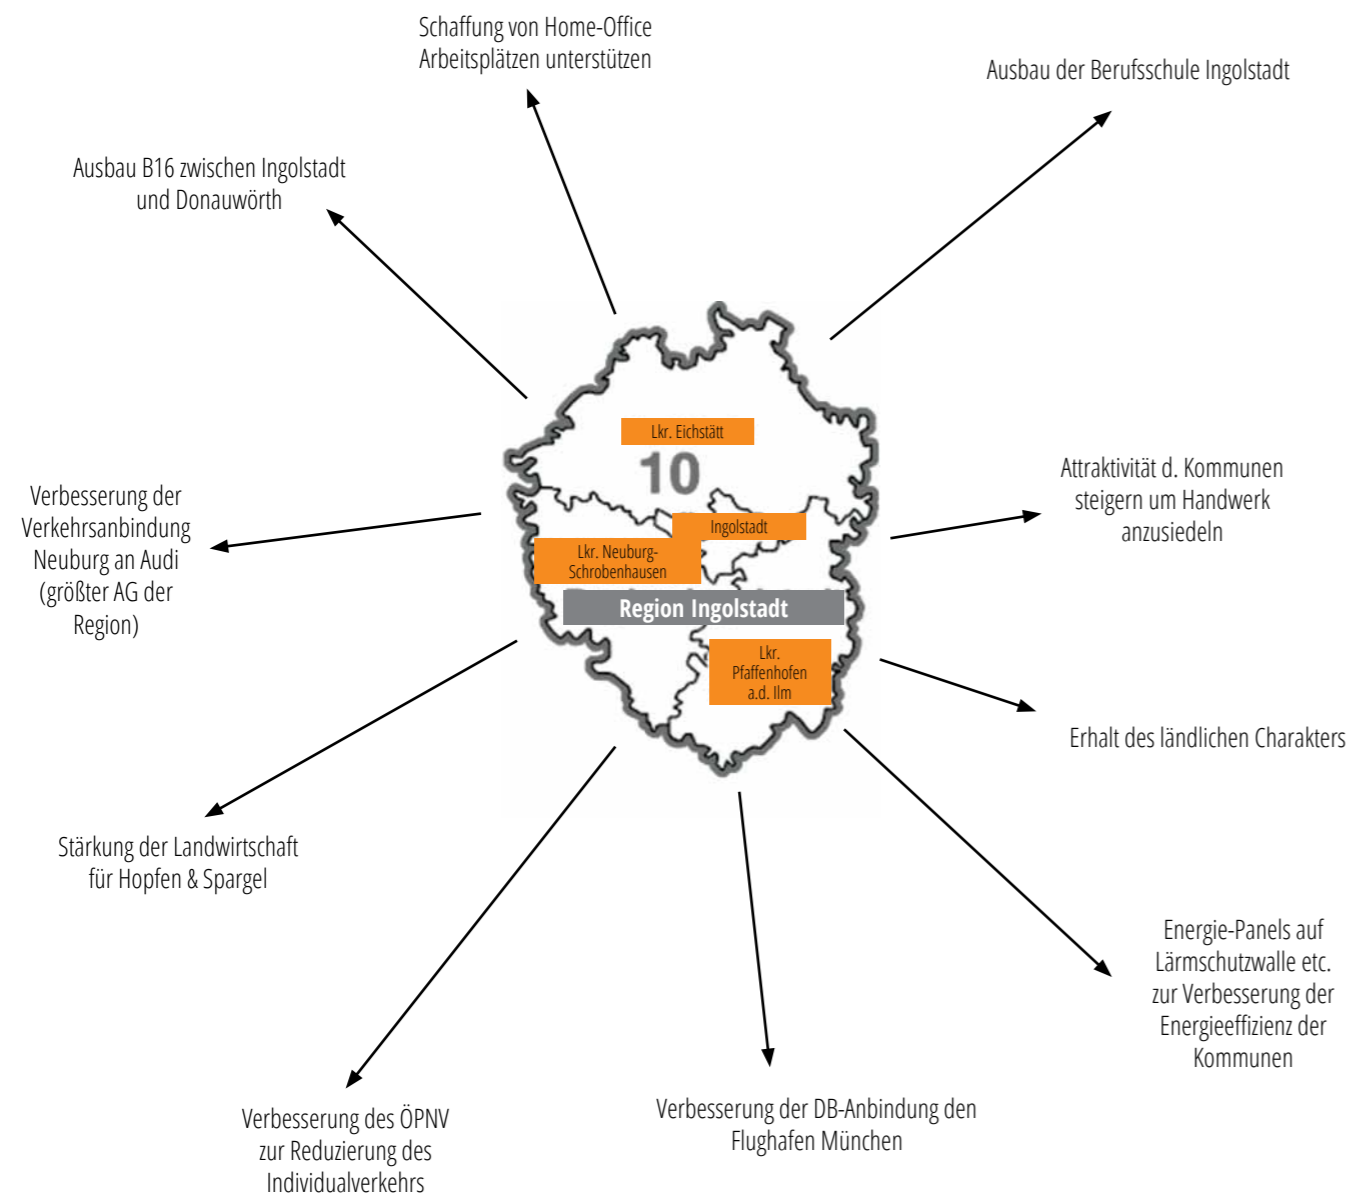 Schaffung von Home-Office
Arbeitsplätzen unterstützen
Ausbau der Berufsschule Ingolstadt
Ausbau B16 zwischen Ingolstadt
und Donauwörth
Lkr. Eichstätt
10
Attraktivität d. Kommunen
steigern um Handwerk
anzusiedeln
Verbesserung der
Verkehrsanbindung
Neuburg an Audi
(größter AG der
Region)
Ingolstadt
Lkr. Neuburg-
Schrobenhausen
Region Ingolstadt
Lkr.
Pfaffenhofen
a.d. Ilm
Erhalt des ländlichen Charakters
Stärkung der Landwirtschaft
für Hopfen & Spargel
Energie-Panels auf
Lärmschutzwalle etc.
zur Verbesserung der
Energieeffizienz der
Kommunen
Verbesserung des ÖPNV
zur Reduzierung des
Individualverkehrs
Verbesserung der DB-Anbindung den
Flughafen München